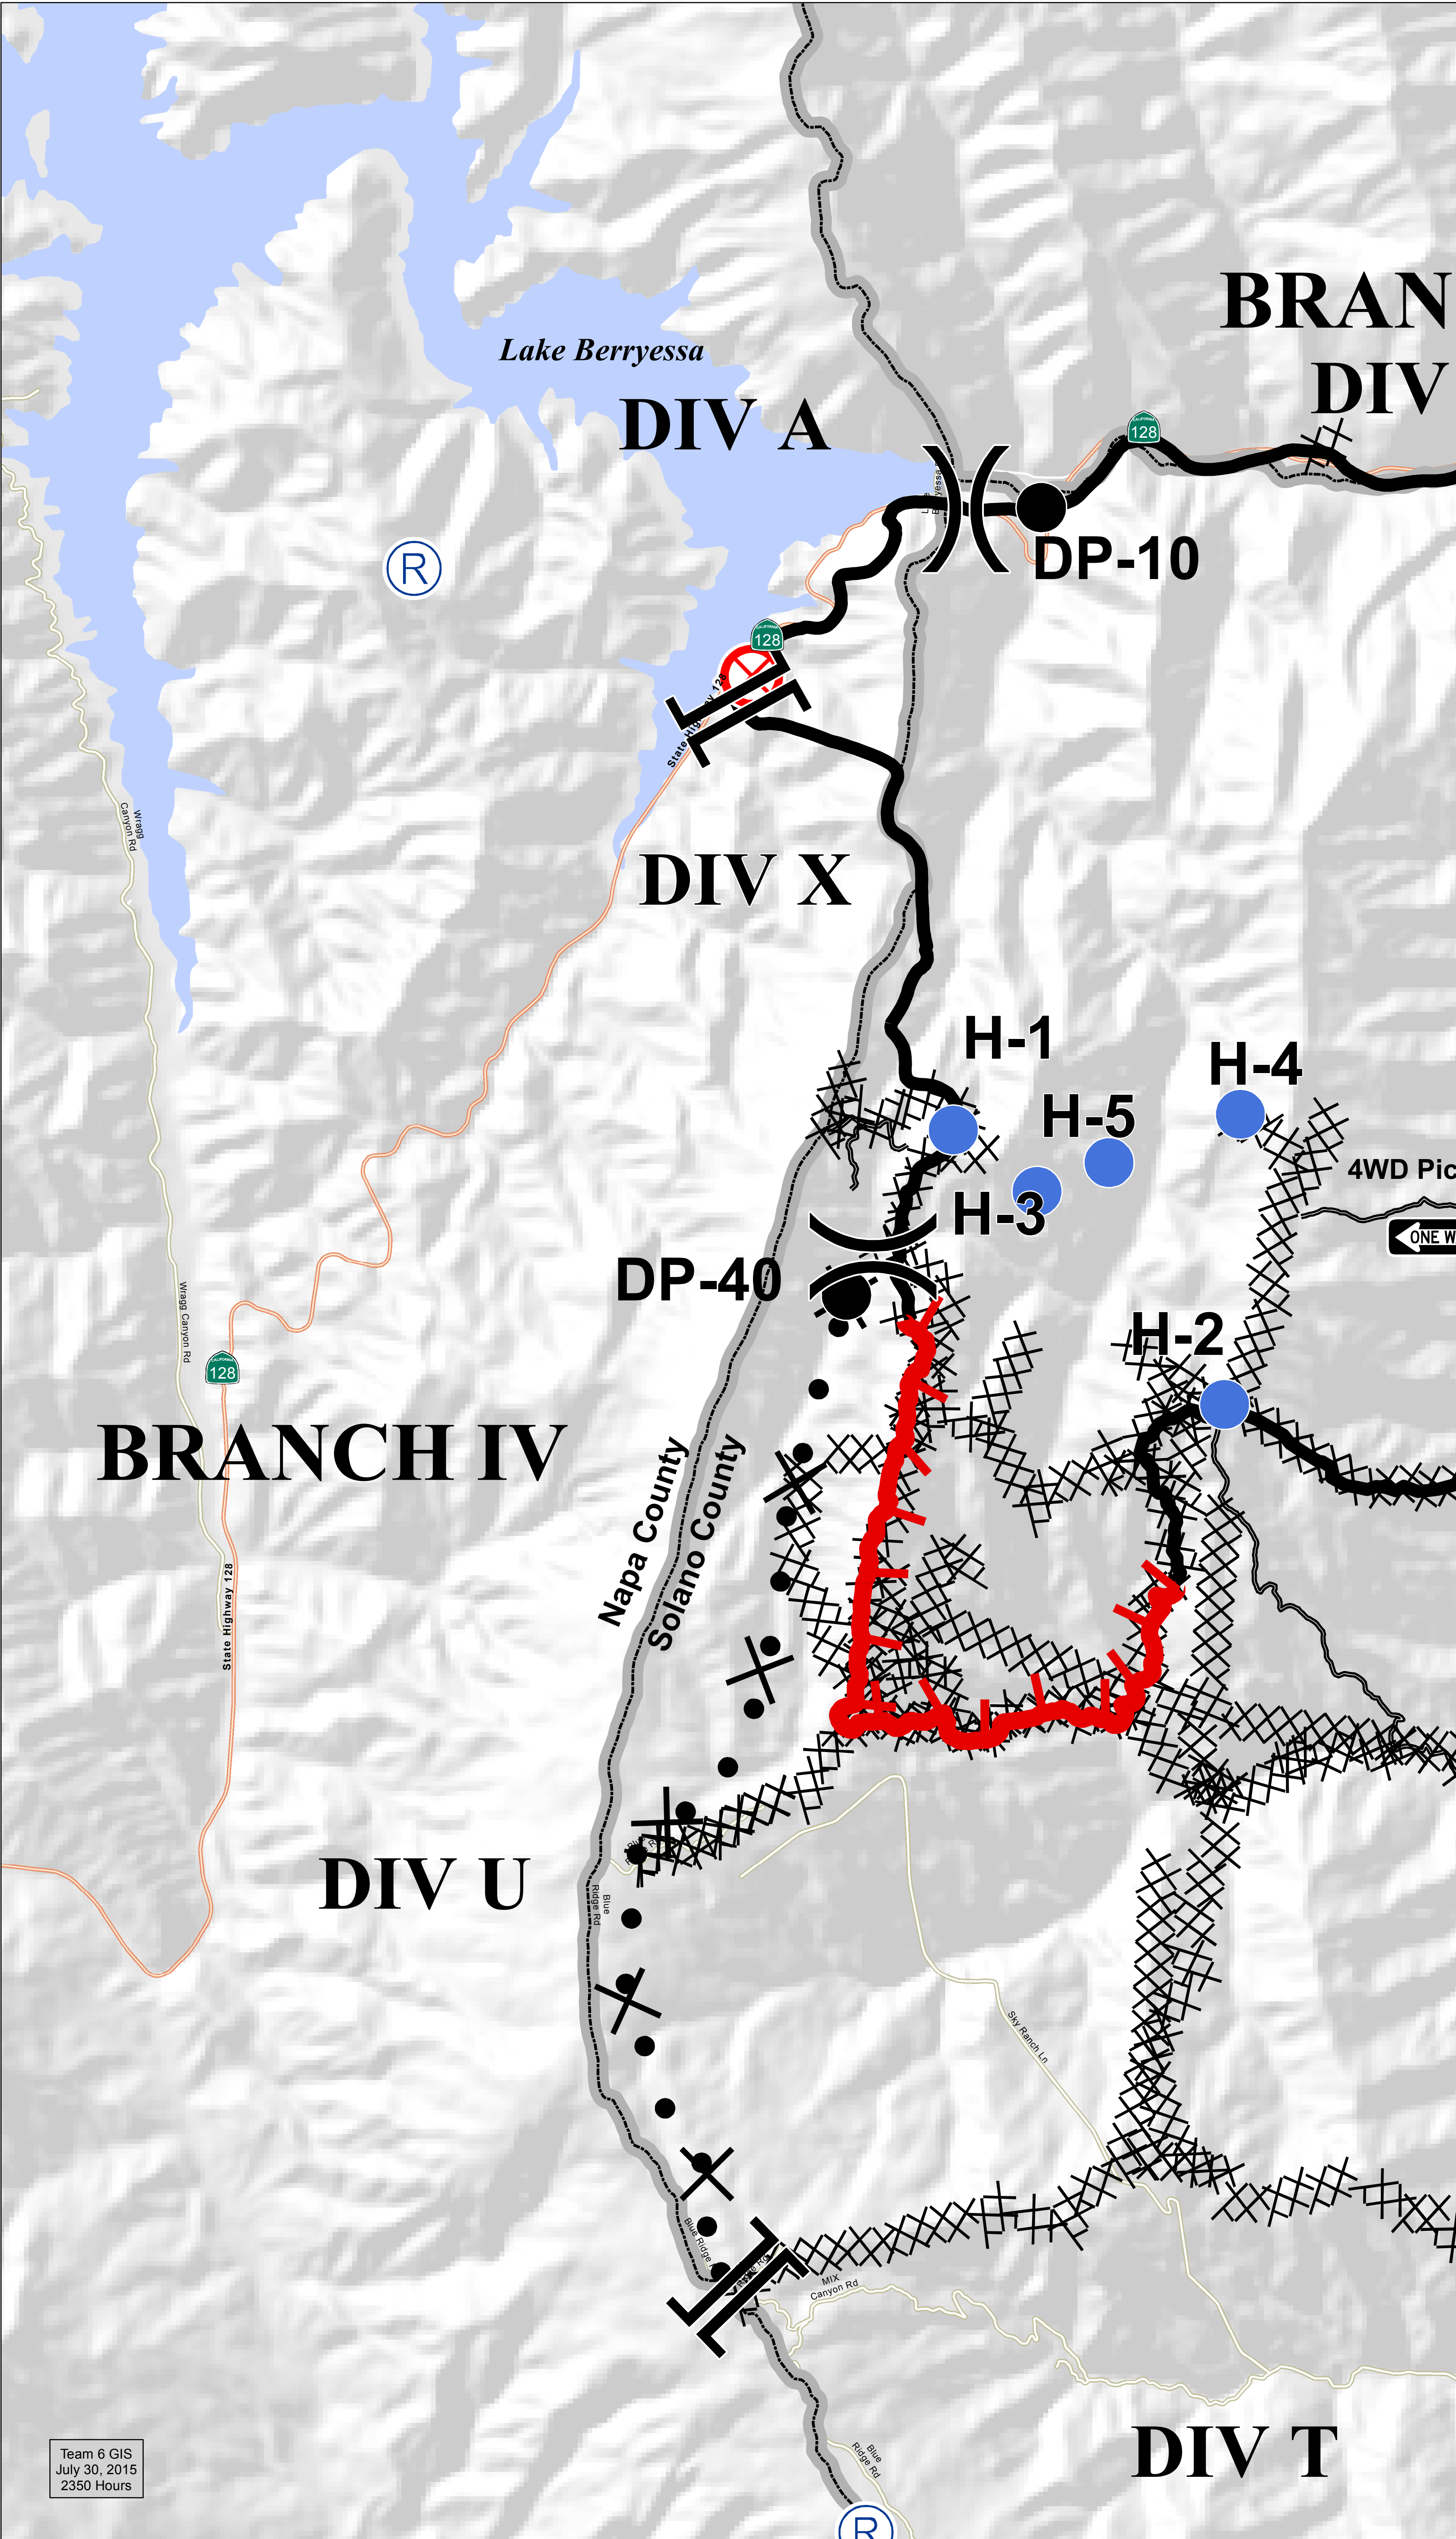 BRAN
DIV
Lake Berryessa
DIV A
CALIFORNIA
128
DP-10
R
CALIFORNIA
128
State Highway 128
Wragg
Canyon Rd
DIV X
H-1
H-4
H-5
4WD Pic
H-3
ONE W
DP-40
Wragg Canyon Rd
H-2
CALIFORNIA
128
BRANCH IV
Napa County
Solano County
State Highway 128
DIV U
Blue
Ridge Rd
Sky Ranch Ln
Blue Ridge
MIX
Canyon Rd
DIV T
Blue
Ridge Rd
Team 6 GIS
July 30, 2015
2350 Hours
R